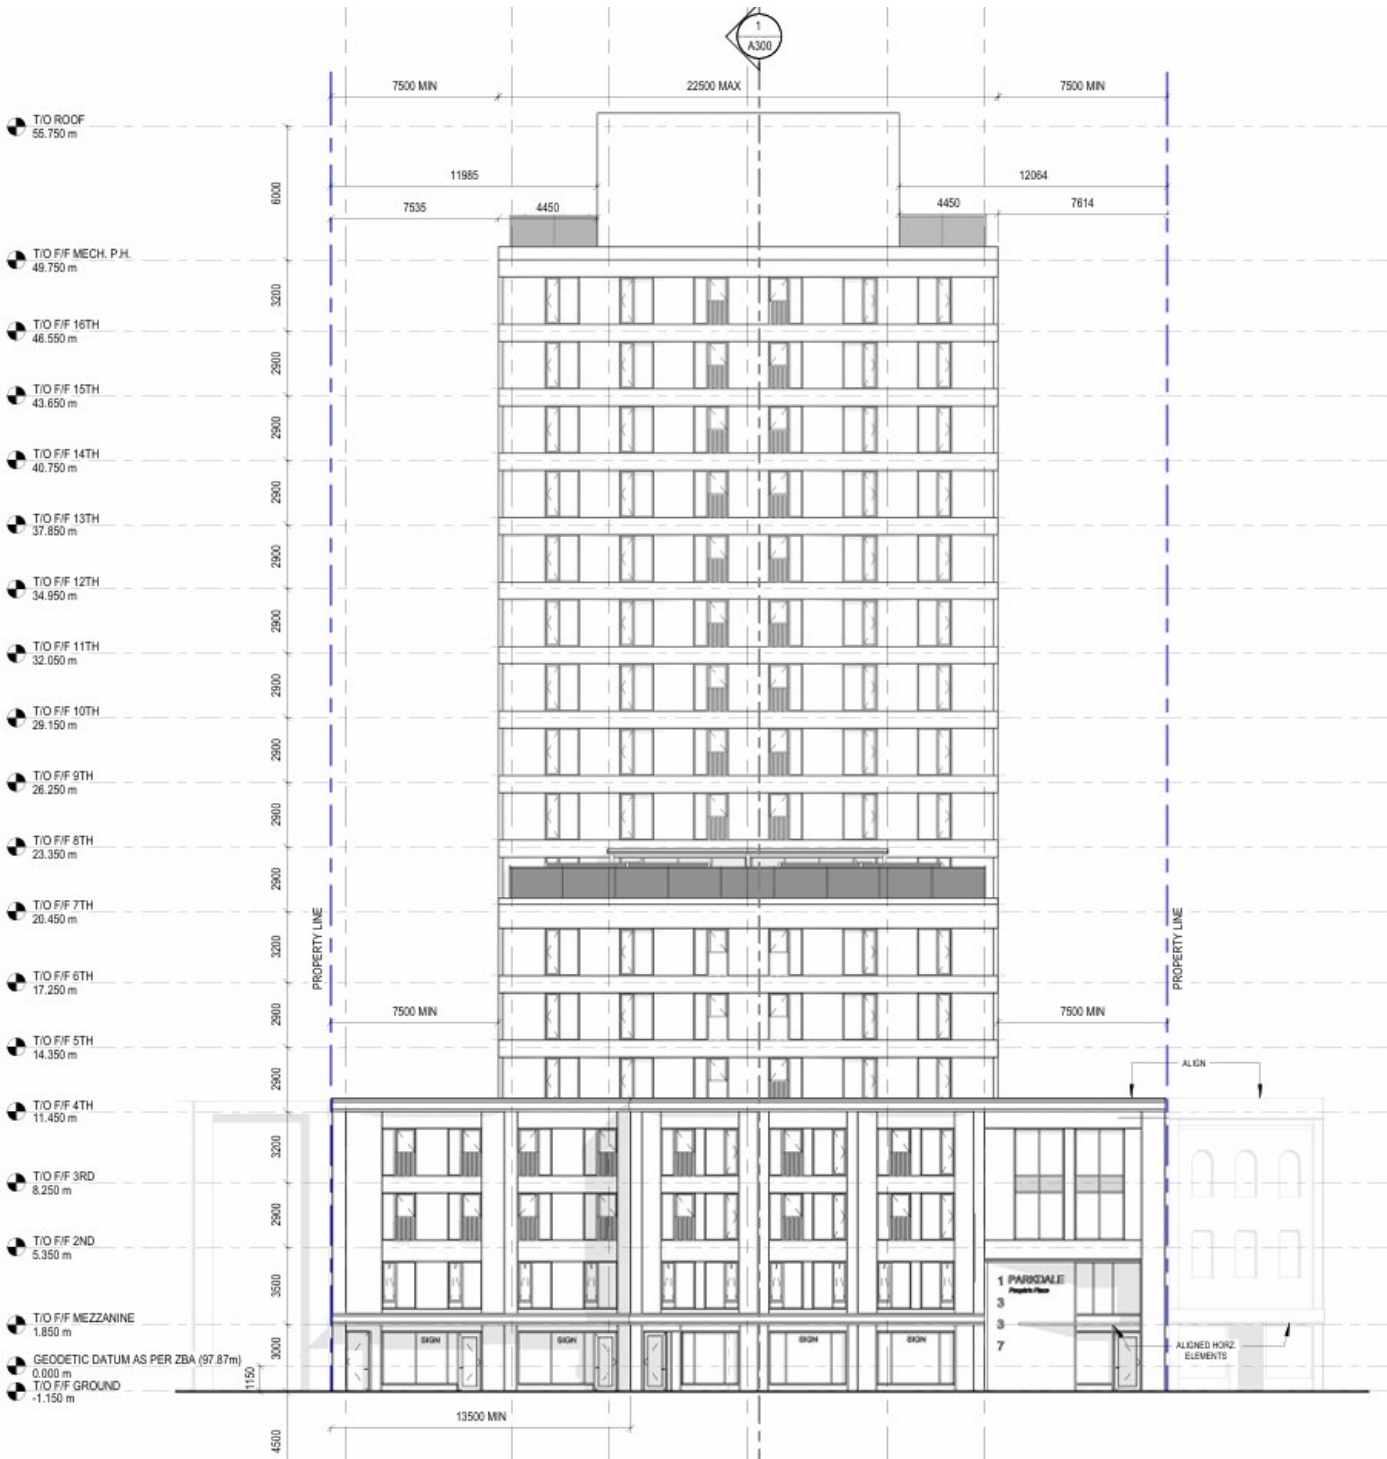 1
A300
7500 MIN
22500 MAX
7500 MIN
T/O ROOF
55.750 m
11985
12064
6000
7535
4450
4450
7614
T/O F/F MECH. P.H.
49.750 m
3200
T/O F/F 16TH
46.550 m
2900
T/O F/F 15TH
43.650 m
2900
T/O F/F 14TH
40.750 m
2900
T/O F/F 13TH
37.850 m
2900
T/O F/F 12TH
34.950 m
2900
T/O F/F 11TH
32.050 m
2900
T/O F/F 10TH
29.150 m
2900
T/O F/F 9TH
26.250 m
2900
T/O F/F 8TH
23.350 m
2900
T/O F/F 7TH
20.450 m
PROPERTY LINE
PROPERTY LINE
3200
T/O F/F 6TH
17.250 m
2900
7500 MIN
7500 MIN
T/O F/F 5TH
14.350 m
2900
ALIGN
T/O F/F 4TH
11.450 m
3200
T/O F/F 3RD
8.250 m
2900
T/O F/F 2ND
5.350 m
3500
1 PARKDALE
People's Place
3
3
7
T/O F/F MEZZANINE
1.850 m
3000
SIGN
SIGN
SIGN
SIGN
ALIGNED HORZ.
ELEMENTS
GEODETIC DATUM AS PER ZBA (97.87m)
0.000 m
1150
T/O F/F GROUND
-1.150 m
13500 MIN
4500